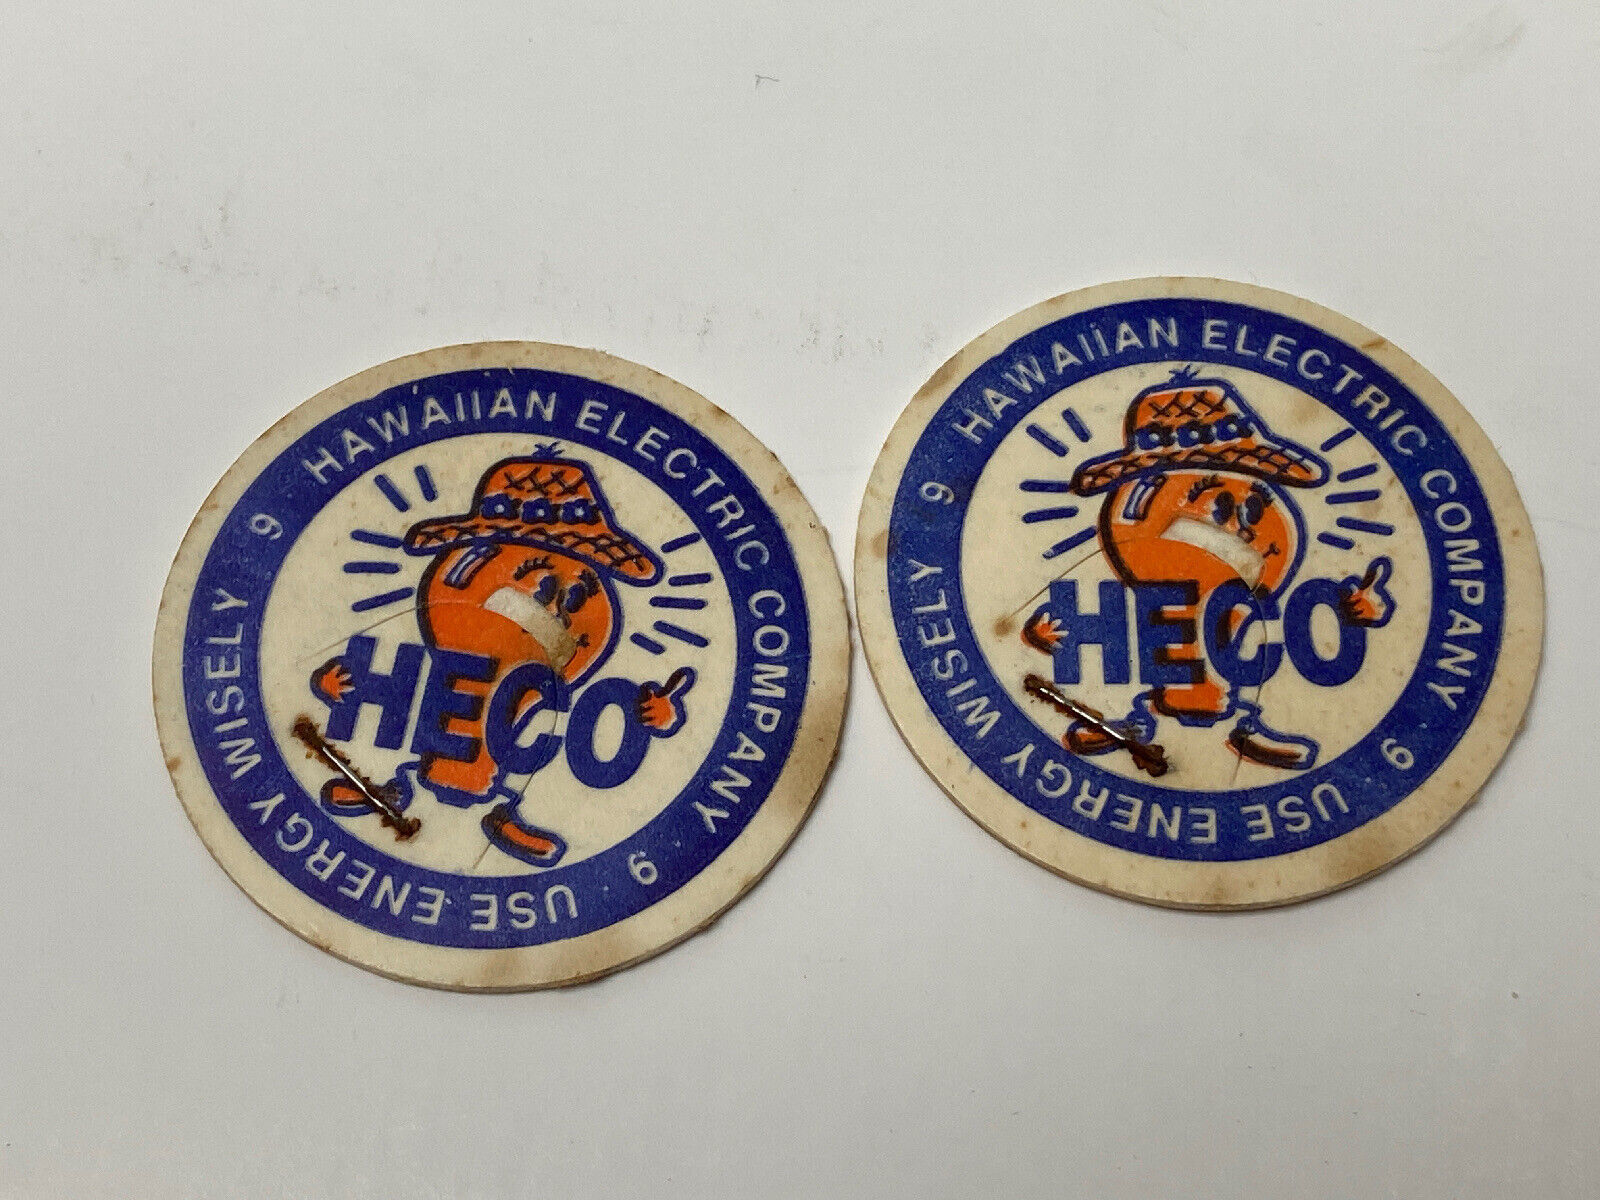 HAWAIIAN ELECTRIC COMPANY
9 USE ENERGY WISELY 9
HECO
HAWAIIAN ELECTRIC COMPANY
9 USE ENERGY WISELY 9
HECO